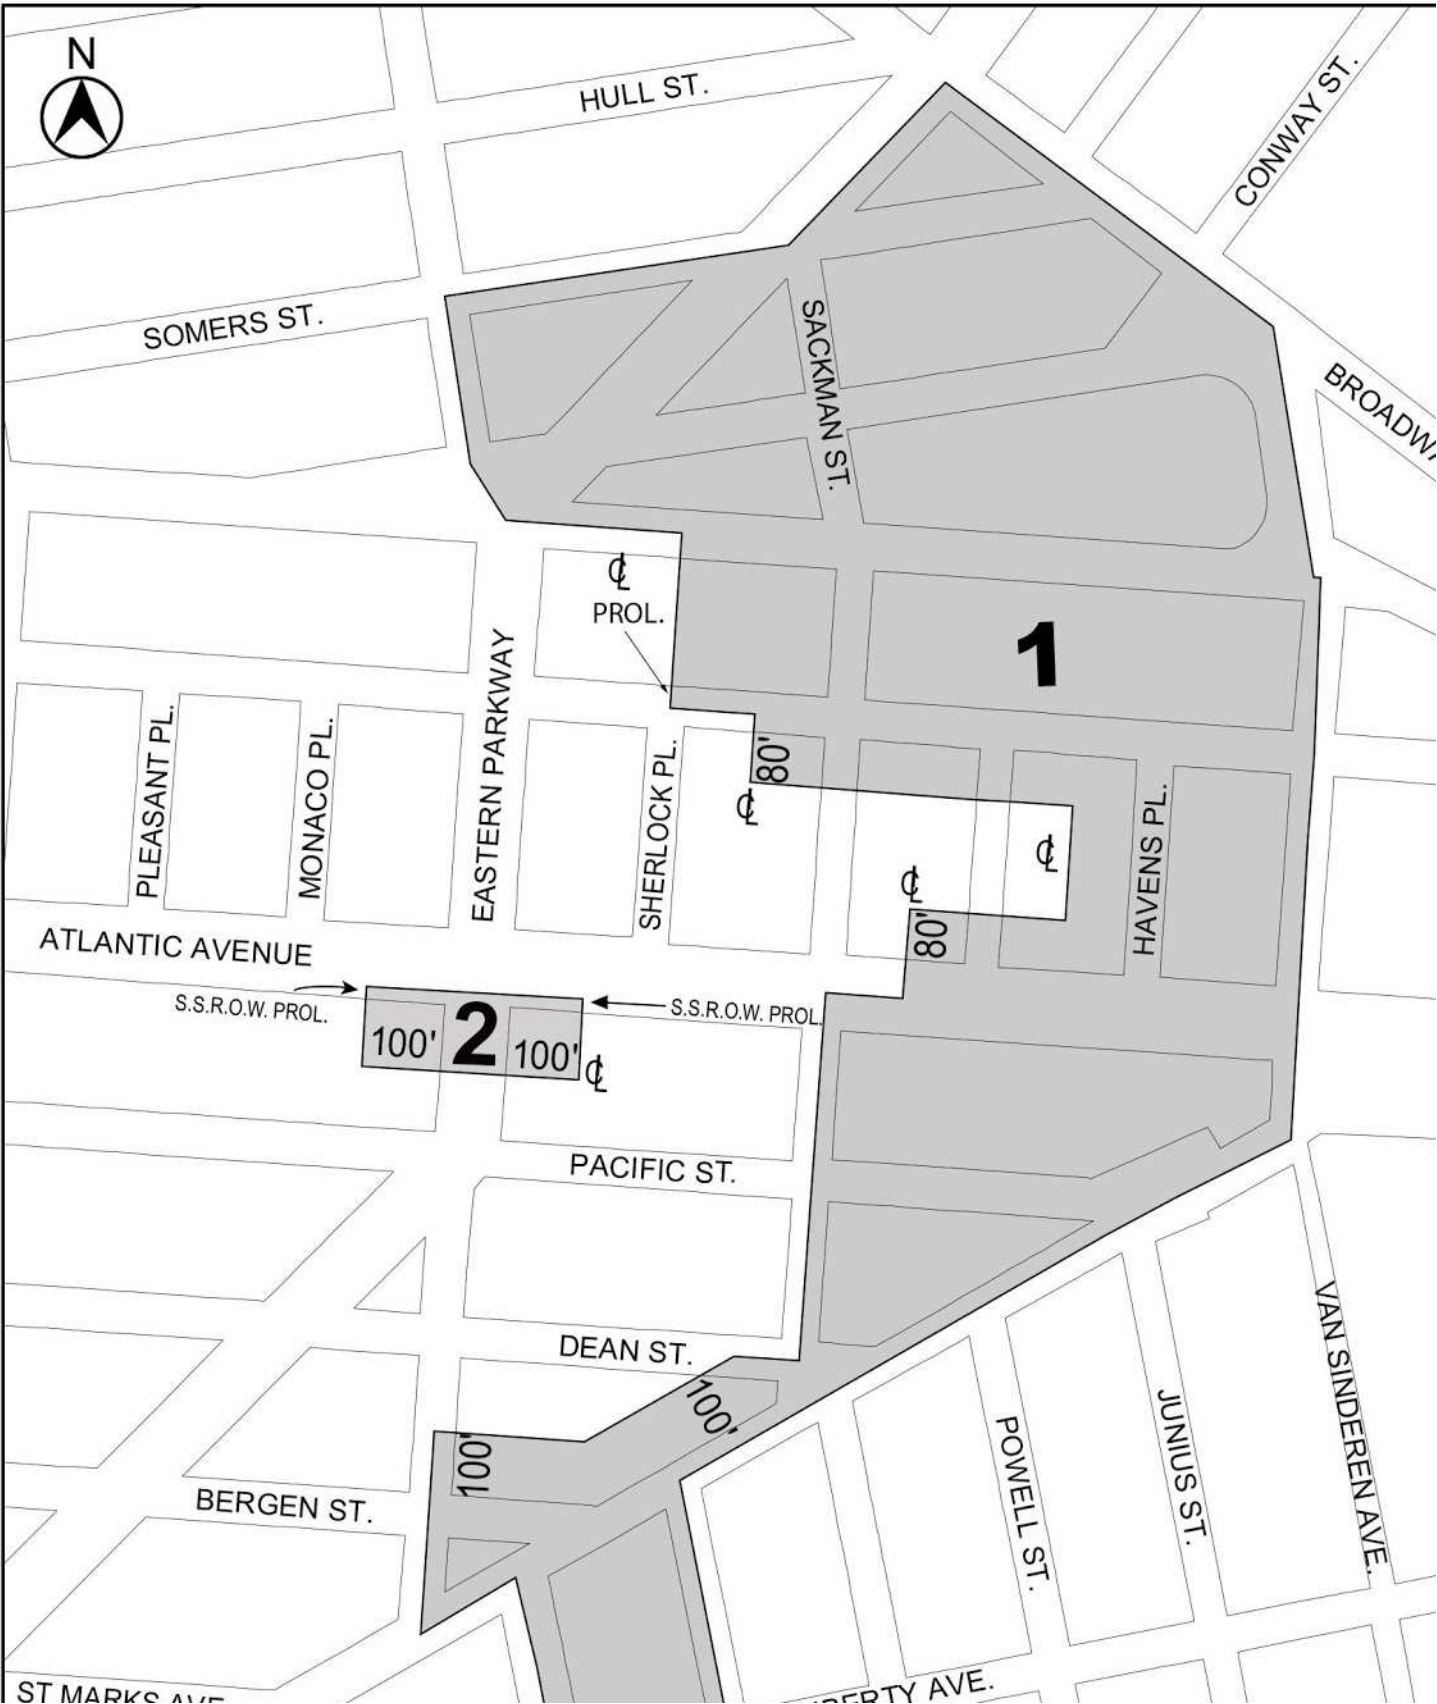 N
HULL ST.
CONWAY ST.
SOMERS ST.
SACKMAN ST.
℄
PROL.
1
EASTERN PARKWAY
PLEASANT PL.
MONACO PL.
SHERLOCK PL.
80'
℄
℄
℄
HAVENS PL.
80'
ATLANTIC AVENUE
S.S.R.O.W. PROL.
2
S.S.R.O.W. PROL.
100'
100'
℄
PACIFIC ST.
DEAN ST.
100'
100'
BERGEN ST.
POWELL ST.
JUNIUS ST.
VAN SINDEREN AVE.